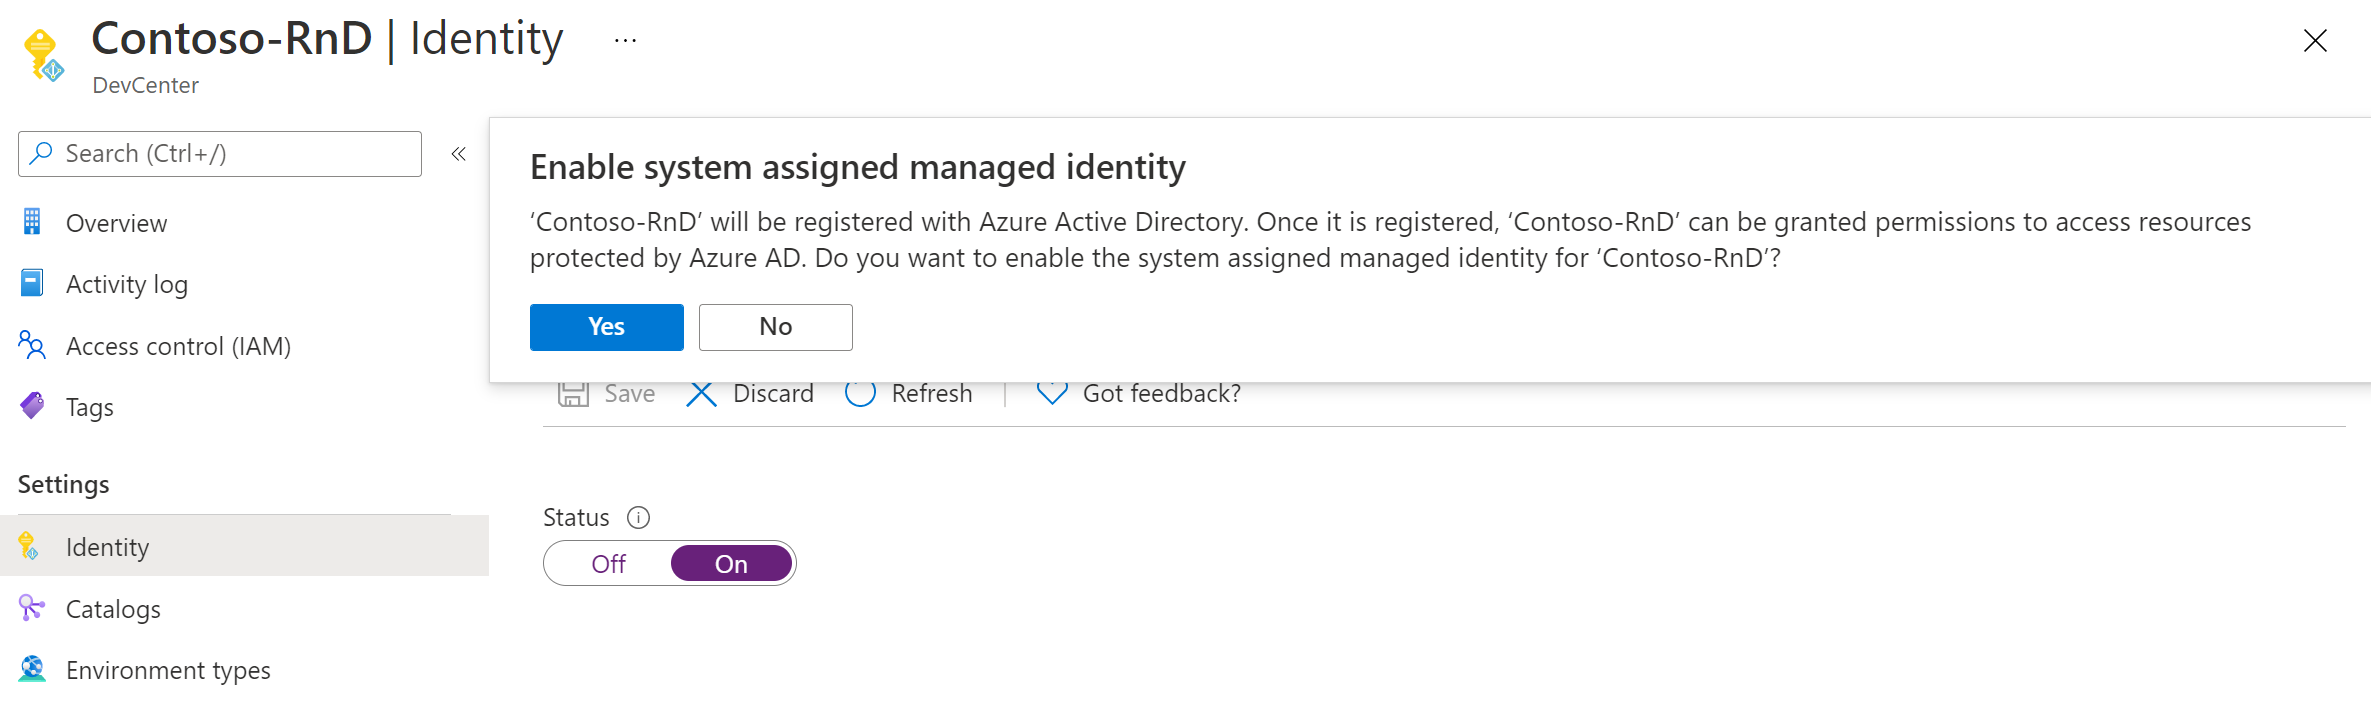 Contoso-RnD | Identity ...
DevCenter
Search (Ctrl+/)
«
Overview
Activity log
Access control (IAM)
Tags
Settings
Identity
Catalogs
Environment types
Enable system assigned managed identity
‘Contoso-RnD’ will be registered with Azure Active Directory. Once it is registered, ‘Contoso-RnD’ can be granted permissions to access resources
protected by Azure AD. Do you want to enable the system assigned managed identity for ‘Contoso-RnD’?
Yes No
Save Discard Refresh Got feedback?
Status
Off On